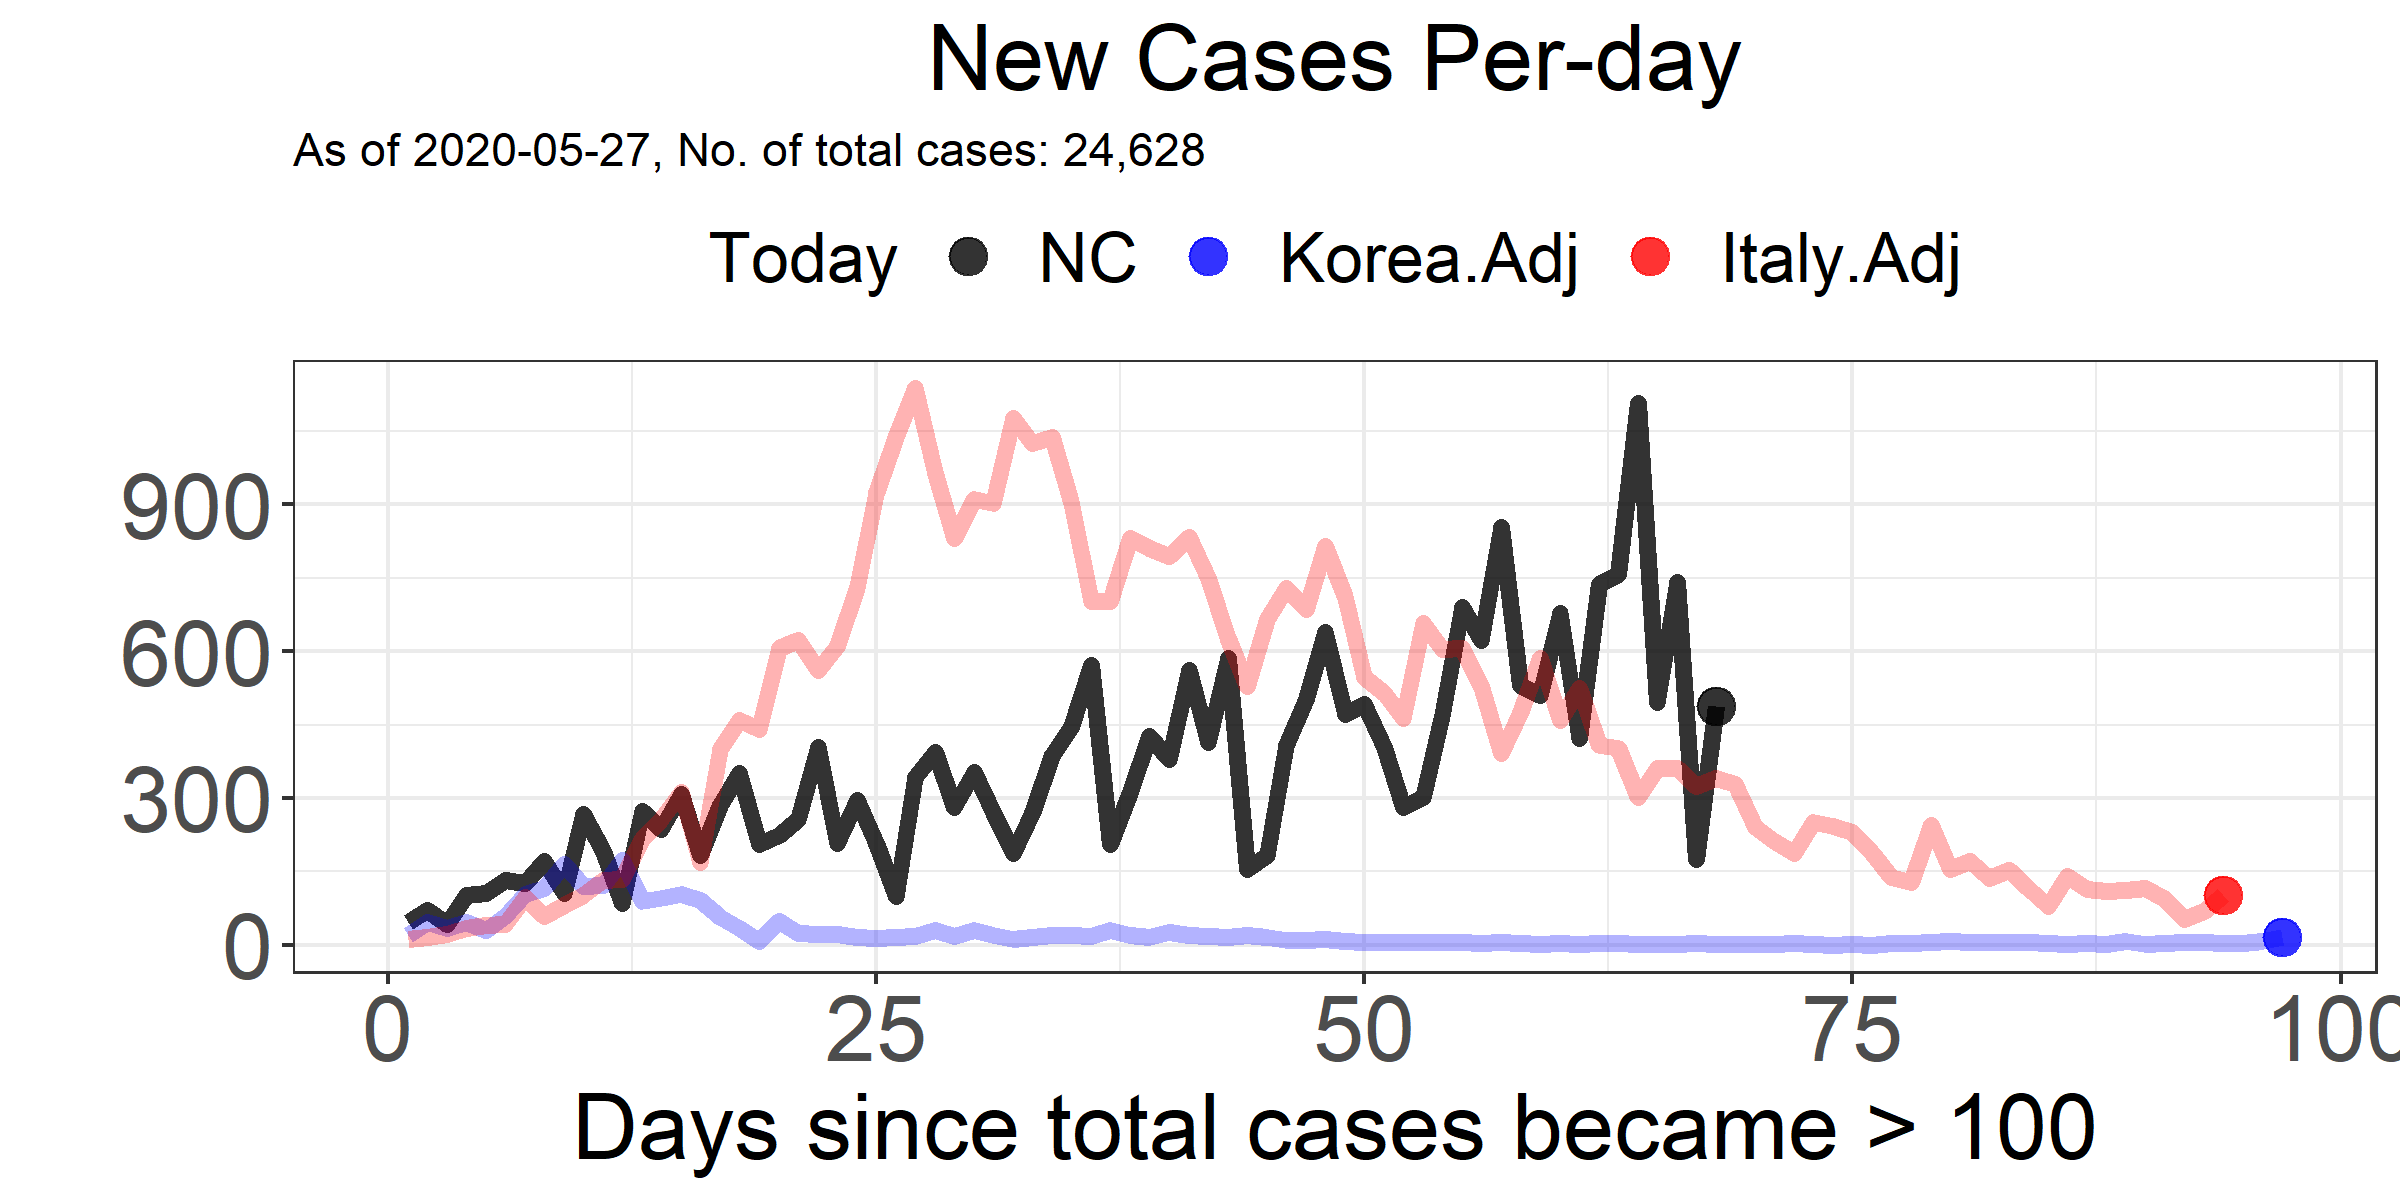 New Cases Per-day
As of 2020-05-27, No. of total cases: 24,628
Today NC Korea.Adj Italy.Adj
900
600
300
0
0 25 50 75 100
Days since total cases became > 100